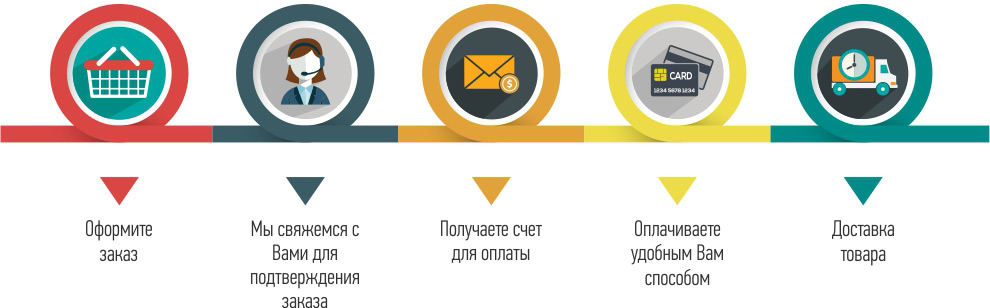 CARD
1234 5678 1234
$
Оформите
заказ
Мы свяжемся с
Вами для
подтверждения
заказа
Получаете счет
для оплаты
Оплачиваете
удобным Вам
способом
Доставка
товара